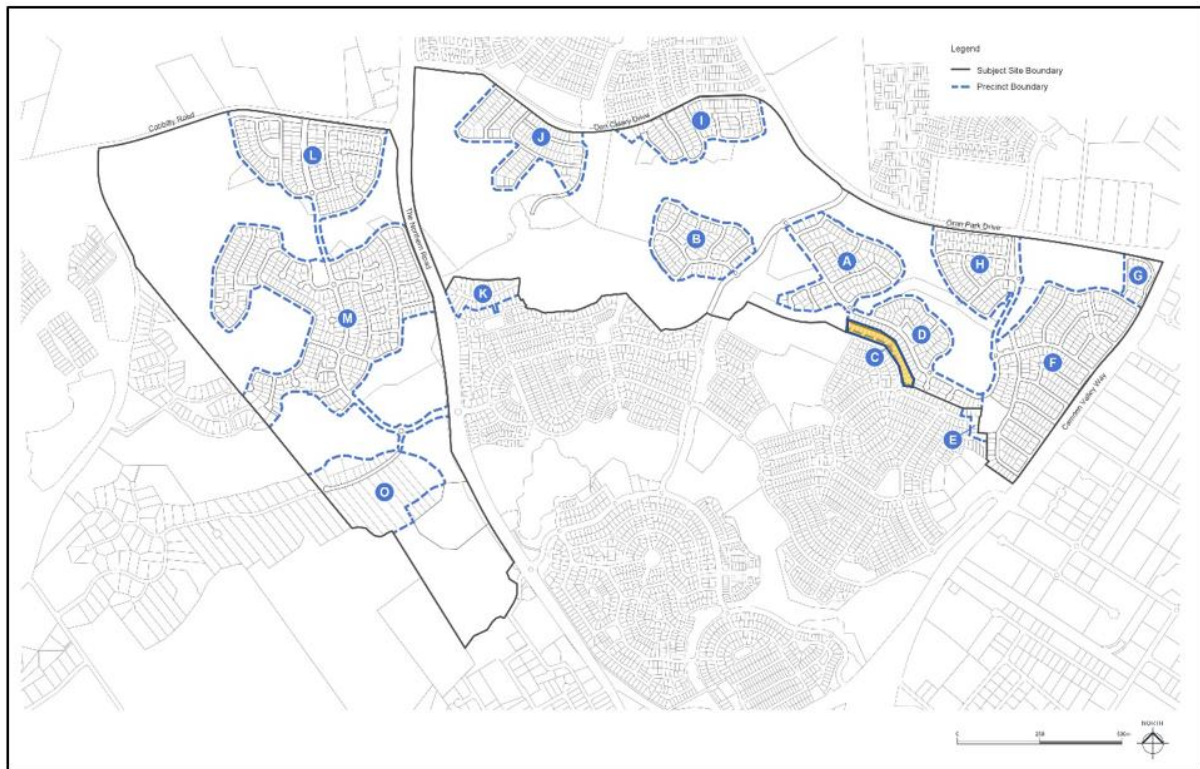 Legend
Subject Site Boundary
Precinct Boundary
Cobbitty Road
Dan Cleary Drive
The Northern Road
Oran Park Drive
Camden Valley Way
L
J
I
B
A
H
G
K
M
D
C
F
E
O
NORTH
0
250
500m